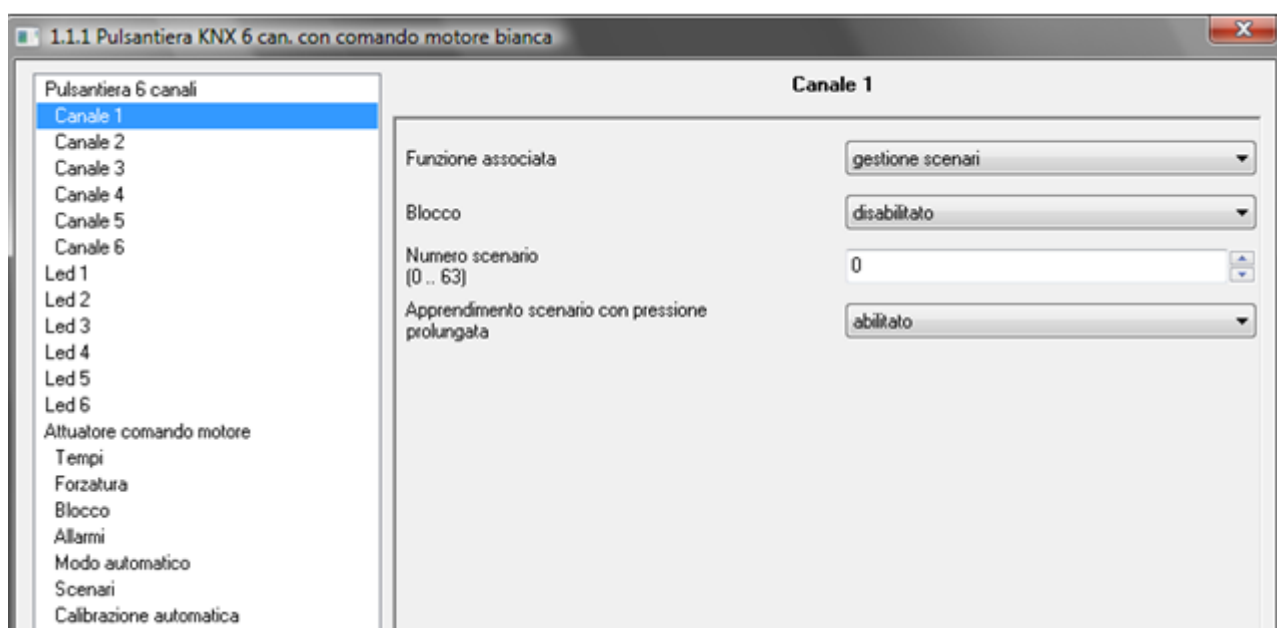 1.1.1 Pulsantiera KNX 6 can. con comando motore bianca
Pulsantiera 6 canali
Canale 1
Canale 2
Canale 3
Canale 4
Canale 5
Canale 6
Led 1
Led 2
Led 3
Led 4
Led 5
Led 6
Attuatore comando motore
Tempi
Forzatura
Blocco
Allarmi
Modo automatico
Scenari
Calibrazione automatica
Canale 1
Funzione associata
gestione scenari
Blocco
disabilitato
Numero scenario
(0 .. 63)
0
Apprendimento scenario con pressione
prolungata
abilitato